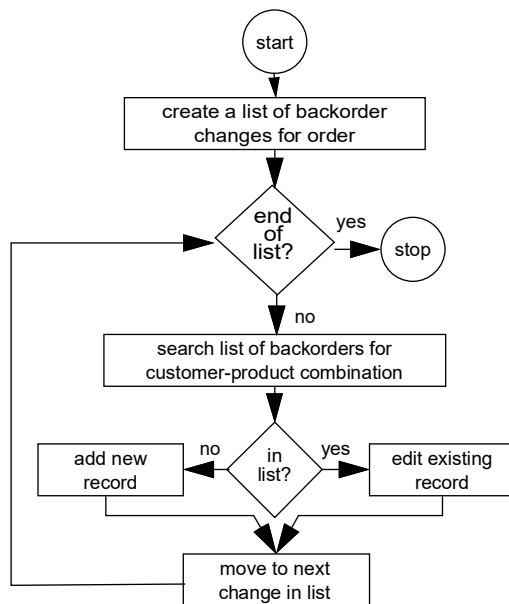 start
create a list of backorder
changes for order
end
of
list?
yes
stop
no
search list of backorders for
customer-product combination
in
list?
no
yes
add new
record
edit existing
record
move to next
change in list